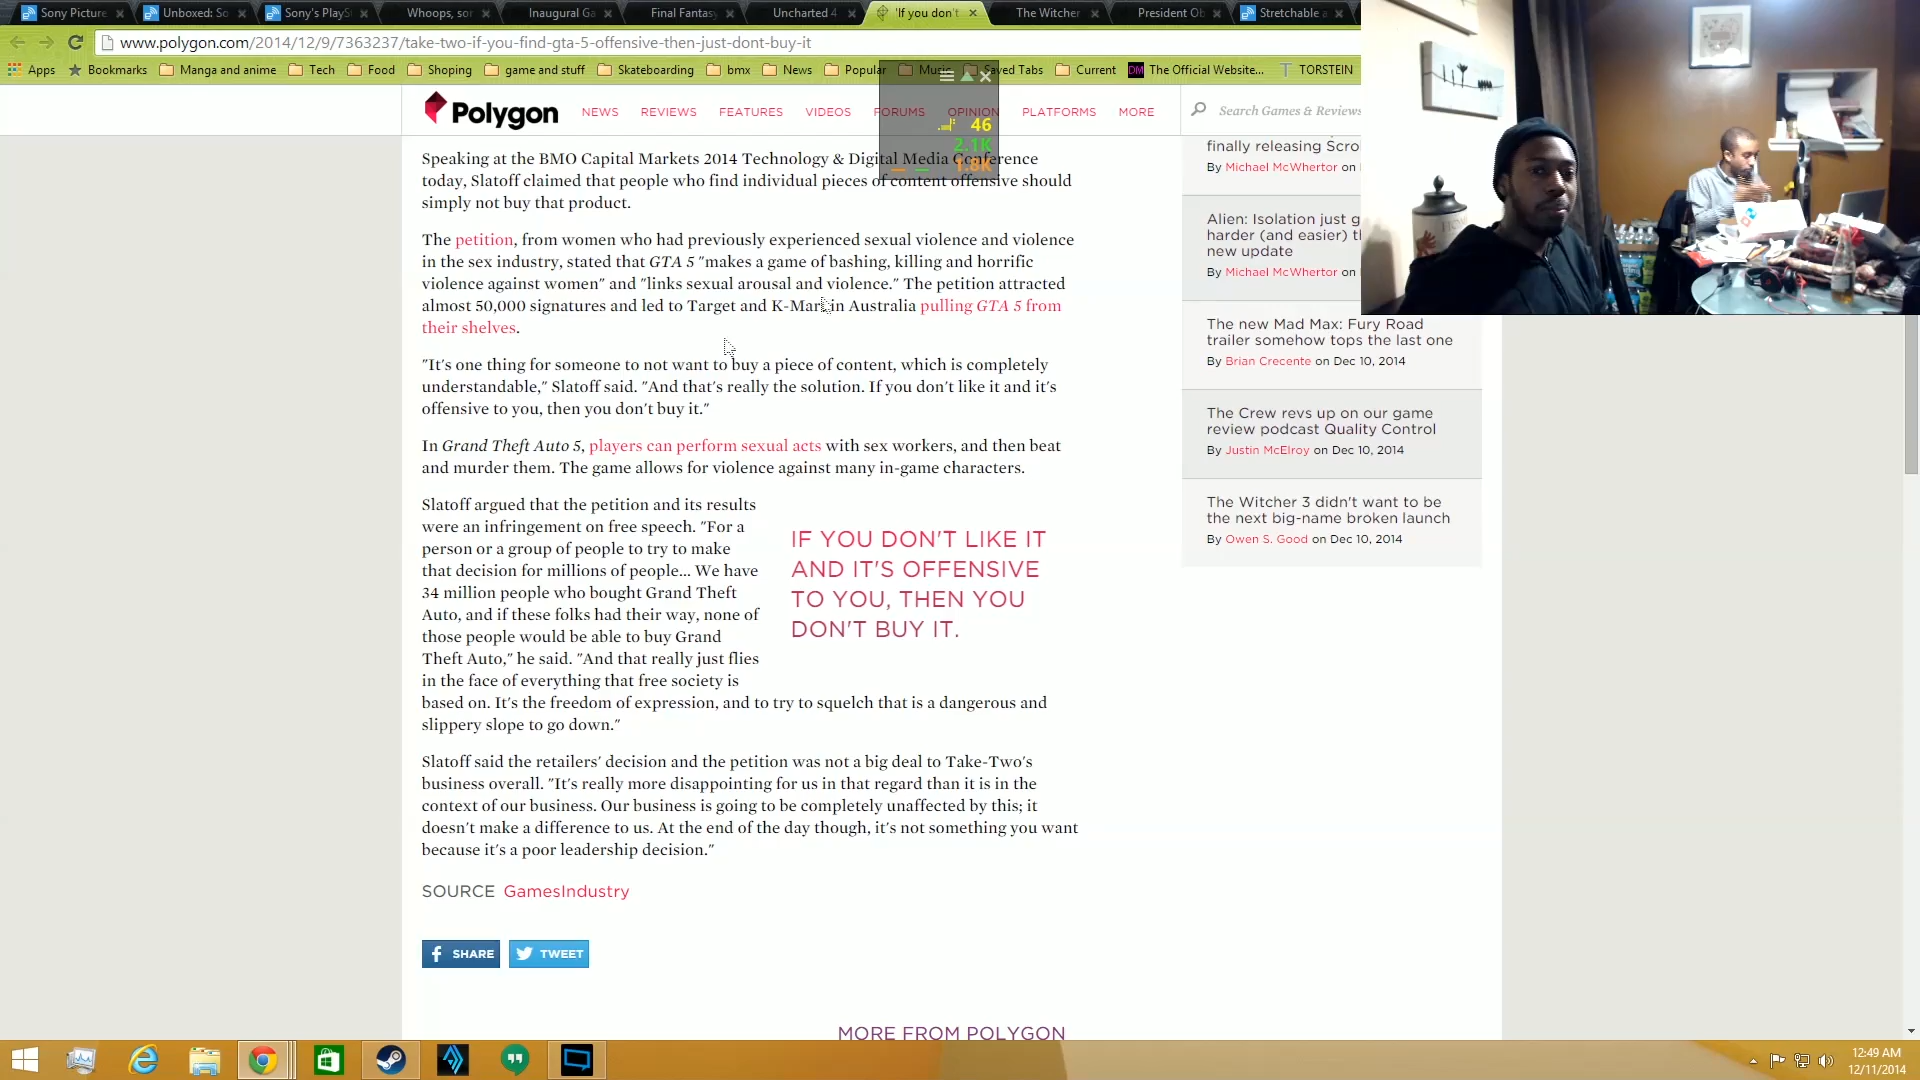 Sony Picture
Unboxed: So
Sony's PlayS
Whoops, sor
Inaugural Ga
Final Fantasy
Uncharted 4
'If you don't
The Witcher
President Ob
Stretchable a
www.polygon.com/2014/12/9/7363237/take-two-if-you-find-gta-5-offensive-then-just-dont-buy-it
Apps
Bookmarks
Manga and anime
Tech
Food
Shoping
game and stuff
Skateboarding
bmx
News
Popular
Music
Saved Tabs
Current
DM
The Official Website...
TORSTEIN
Polygon
NEWS
REVIEWS
FEATURES
VIDEOS
FORUMS
OPINION
PLATFORMS
MORE
Search Games & Reviews
46
2.1K
1.8K
Speaking at the BMO Capital Markets 2014 Technology & Digital Media Conference
today, Slatoff claimed that people who find individual pieces of content offensive should
simply not buy that product.
The petition, from women who had previously experienced sexual violence and violence
in the sex industry, stated that GTA 5 "makes a game of bashing, killing and horrific
violence against women" and "links sexual arousal and violence." The petition attracted
almost 50,000 signatures and led to Target and K-Mart in Australia pulling GTA 5 from
their shelves.
"It's one thing for someone to not want to buy a piece of content, which is completely
understandable," Slatoff said. "And that's really the solution. If you don't like it and it's
offensive to you, then you don't buy it."
In Grand Theft Auto 5, players can perform sexual acts with sex workers, and then beat
and murder them. The game allows for violence against many in-game characters.
Slatoff argued that the petition and its results
were an infringement on free speech. "For a
person or a group of people to try to make
that decision for millions of people... We have
34 million people who bought Grand Theft
Auto, and if these folks had their way, none of
those people would be able to buy Grand
Theft Auto," he said. "And that really just flies
in the face of everything that free society is
based on. It's the freedom of expression, and to try to squelch that is a dangerous and
slippery slope to go down."
IF YOU DON'T LIKE IT
AND IT'S OFFENSIVE
TO YOU, THEN YOU
DON'T BUY IT.
Slatoff said the retailers' decision and the petition was not a big deal to Take-Two's
business overall. "It's really more disappointing for us in that regard than it is in the
context of our business. Our business is going to be completely unaffected by this; it
doesn't make a difference to us. At the end of the day though, it's not something you want
because it's a poor leadership decision."
SOURCE GamesIndustry
SHARE
TWEET
MORE FROM POLYGON
finally releasing Scro
By Michael McWhertor on
Alien: Isolation just g
harder (and easier) t
new update
By Michael McWhertor on
The new Mad Max: Fury Road
trailer somehow tops the last one
By Brian Crecente on Dec 10, 2014
The Crew revs up on our game
review podcast Quality Control
By Justin McElroy on Dec 10, 2014
The Witcher 3 didn't want to be
the next big-name broken launch
By Owen S. Good on Dec 10, 2014
12:49 AM
12/11/2014